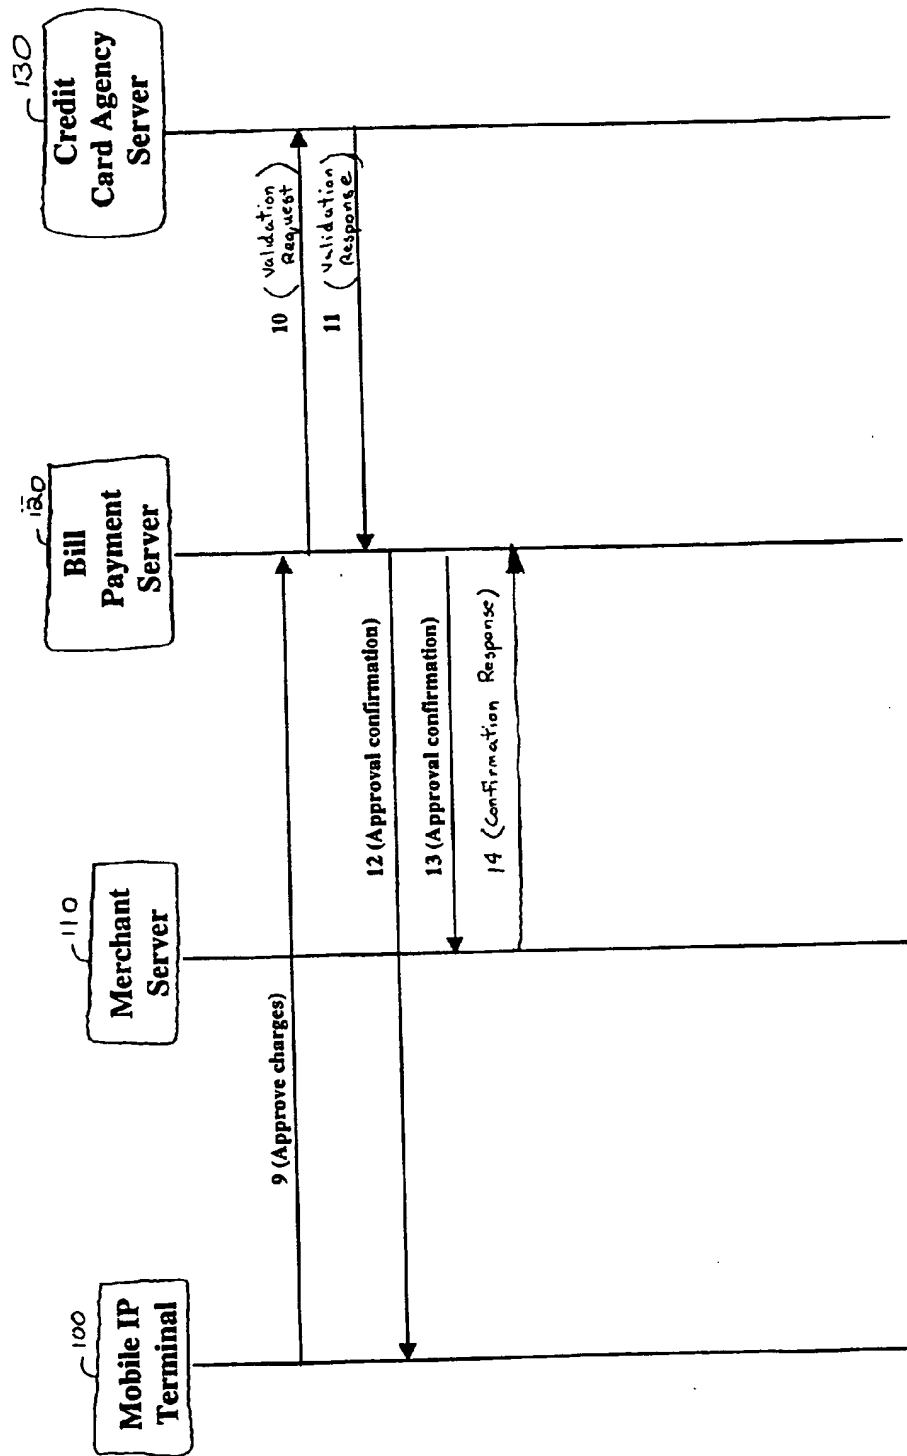 100
Mobile IP
Terminal
110
Merchant
Server
120
Bill
Payment
Server
130
Credit
Card Agency
Server
9 (Approve charges)
10 (Validation
Request)
11 (Validation
Response)
12 (Approval confirmation)
13 (Approval confirmation)
14 (Confirmation Response)